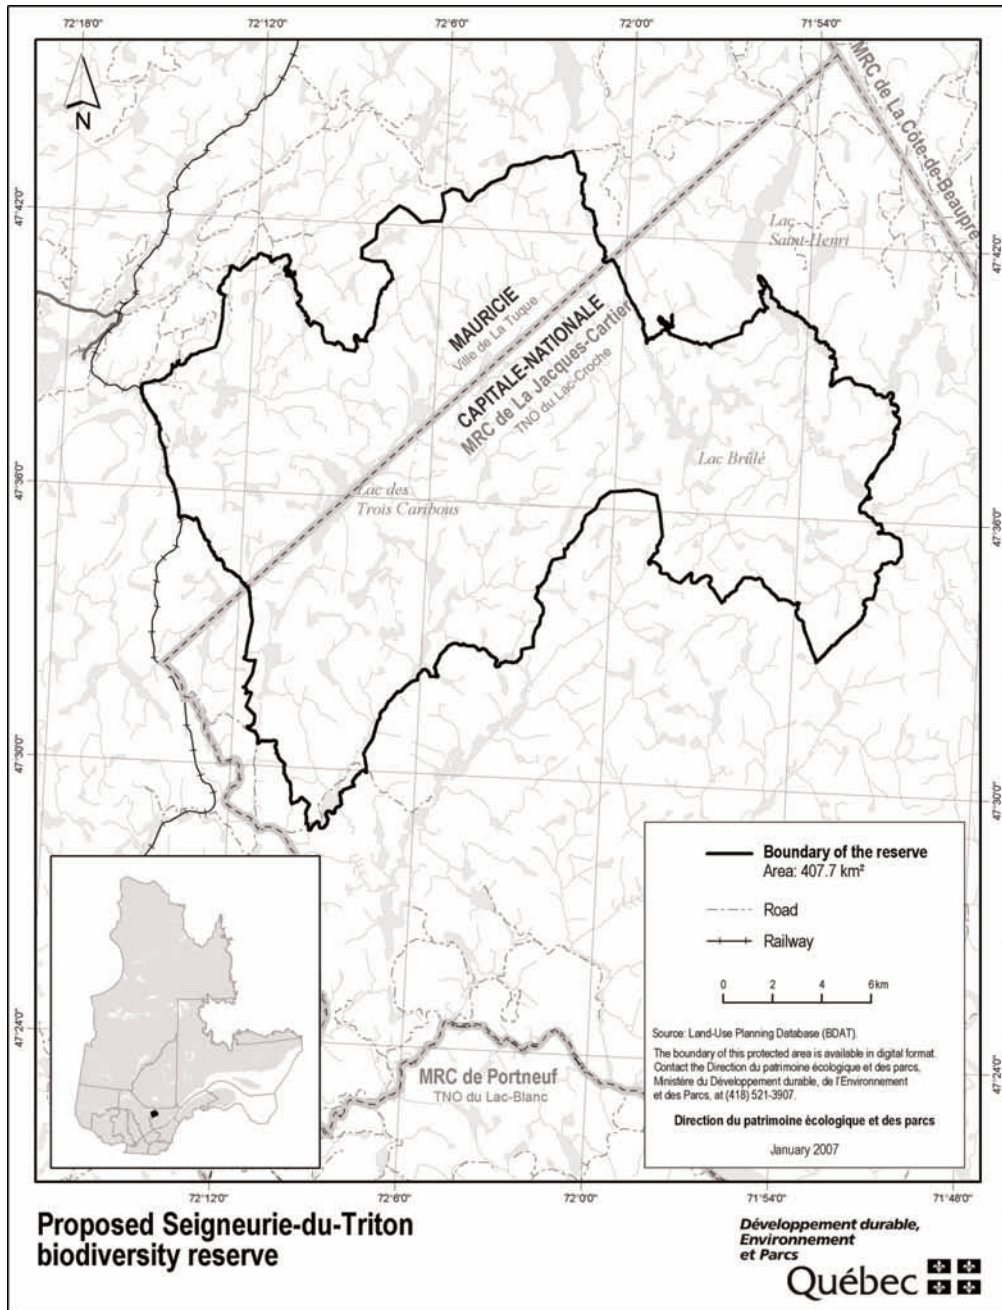 72°18'0"
72°12'0"
72°6'0"
72°0'0"
71°54'0"
N
MRC de La Côte-de-Beaupré
47°42'0"
Lac
Saint-Henri
47°42'0"
MAURICIE
Ville de La Tuque
CAPITALE-NATIONALE
MRC de La Jacques-Cartier
TNO du Lac-Croche
Lac Brûlé
47°36'0"
Lac des
Trois Caribous
47°36'0"
47°30'0"
47°30'0"
Boundary of the reserve
Area: 407.7 km²
Road
Railway
0 2 4 6km
Source: Land-Use Planning Database (BDAT).
The boundary of this protected area is available in digital format.
Contact the Direction du patrimoine écologique et des parcs,
Ministère du Développement durable, de l'Environnement
et des Parcs, at (418) 521-3907.
Direction du patrimoine écologique et des parcs
January 2007
47°24'0"
47°24'0"
MRC de Portneuf
TNO du Lac-Blanc
72°12'0"
72°6'0"
72°0'0"
71°54'0"
71°48'0"
Proposed Seigneurie-du-Triton
biodiversity reserve
Développement durable,
Environnement
et Parcs
Québec